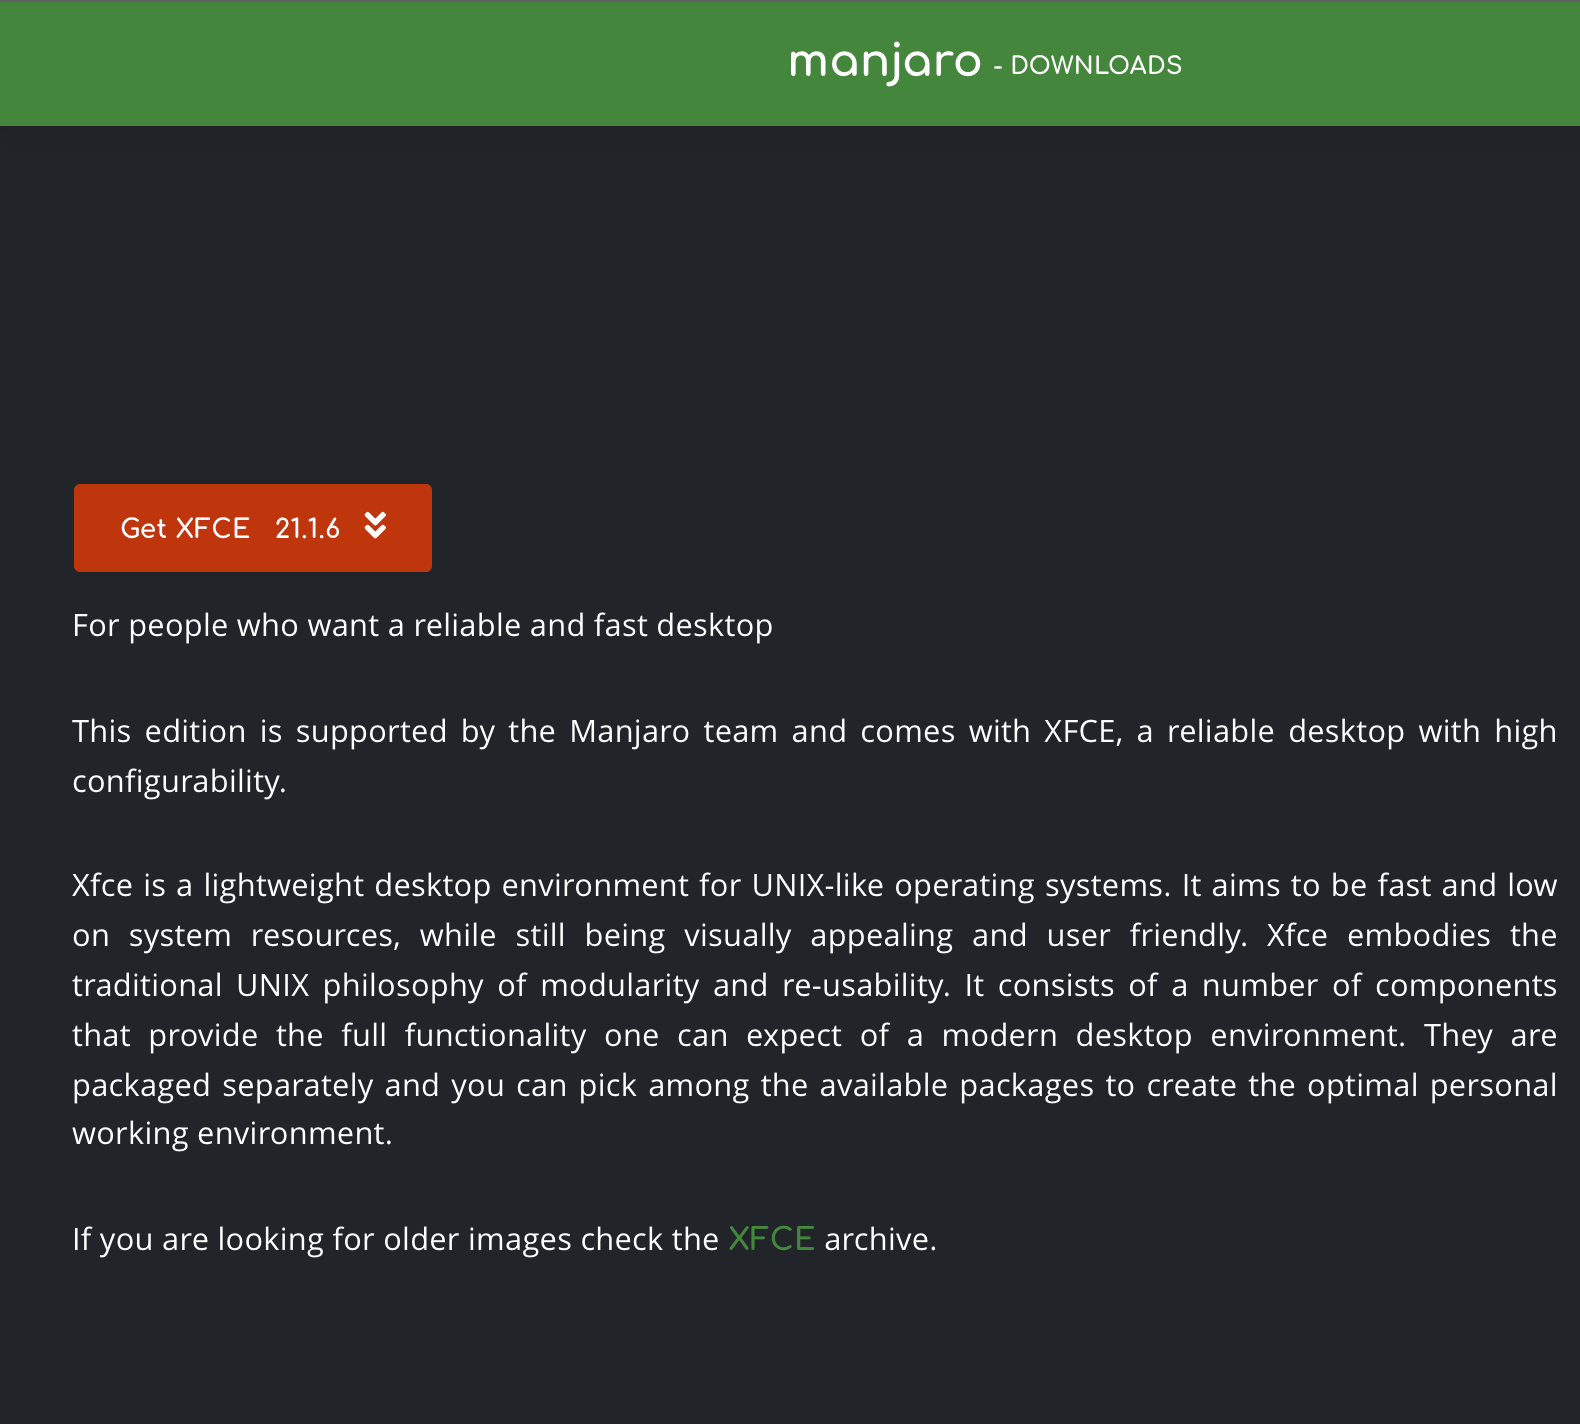 manjaro - DOWNLOADS
Get XFCE 21.1.6
For people who want a reliable and fast desktop
This edition is supported by the Manjaro team and comes with XFCE, a reliable desktop with high
configurability.
Xfce is a lightweight desktop environment for UNIX-like operating systems. It aims to be fast and low
on system resources, while still being visually appealing and user friendly. Xfce embodies the
traditional UNIX philosophy of modularity and re-usability. It consists of a number of components
that provide the full functionality one can expect of a modern desktop environment. They are
packaged separately and you can pick among the available packages to create the optimal personal
working environment.
If you are looking for older images check the XFCE archive.